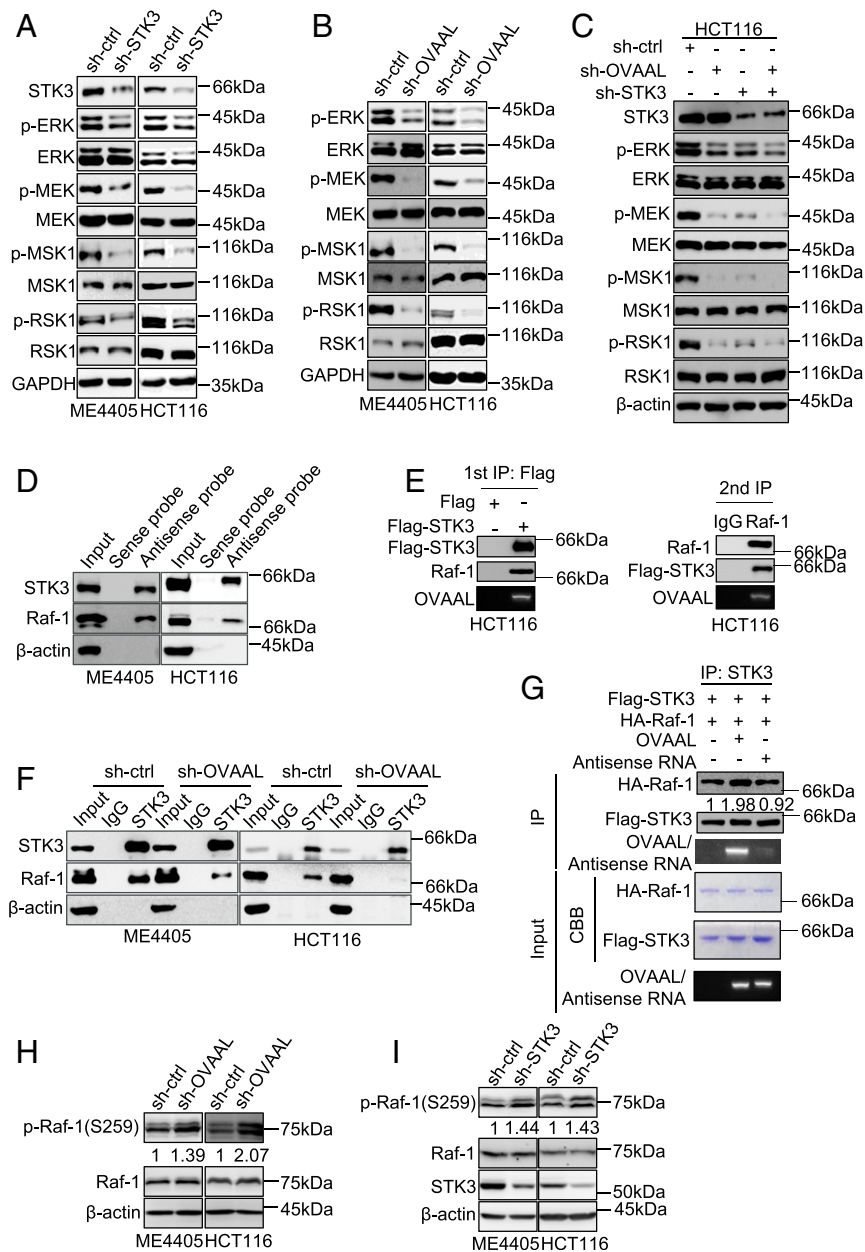 A
sh-ctrl sh-STK3 sh-ctrl sh-STK3
STK3 66kDa
p-ERK 45kDa
ERK 45kDa
p-MEK 45kDa
MEK 45kDa
p-MSK1 116kDa
MSK1 116kDa
p-RSK1 116kDa
RSK1 116kDa
GAPDH 35kDa
ME4405 HCT116
B
sh-ctrl sh-OVAAL sh-ctrl sh-OVAAL
p-ERK 45kDa
ERK 45kDa
p-MEK 45kDa
MEK 45kDa
p-MSK1 116kDa
MSK1 116kDa
p-RSK1 116kDa
RSK1 116kDa
GAPDH 35kDa
ME4405 HCT116
C
HCT116
sh-ctrl + - - -
sh-OVAAL - + - +
sh-STK3 - - + +
STK3 66kDa
p-ERK 45kDa
ERK 45kDa
p-MEK 45kDa
MEK 45kDa
p-MSK1 116kDa
MSK1 116kDa
p-RSK1 116kDa
RSK1 116kDa
β-actin 45kDa
D
Input Sense probe Antisense probe Input Sense probe Antisense probe
STK3 66kDa
Raf-1 66kDa
β-actin 45kDa
ME4405 HCT116
E
1st IP: Flag
Flag + -
Flag-STK3 - +
Flag-STK3 66kDa
Raf-1 66kDa
OVAAL
HCT116
2nd IP
IgG Raf-1
Raf-1 66kDa
Flag-STK3 66kDa
OVAAL
HCT116
F
sh-ctrl sh-OVAAL sh-ctrl sh-OVAAL
Input IgG STK3 Input IgG STK3 Input IgG STK3 Input IgG STK3
STK3 66kDa
Raf-1 66kDa
β-actin 45kDa
ME4405 HCT116
G
IP: STK3
Flag-STK3 + + +
HA-Raf-1 + + +
OVAAL - + -
Antisense RNA - - +
IP
HA-Raf-1 66kDa
1 1.98 0.92
Flag-STK3 66kDa
OVAAL/
Antisense RNA
Input
CBB
HA-Raf-1 66kDa
Flag-STK3 66kDa
OVAAL/
Antisense RNA
H
sh-ctrl sh-OVAAL sh-ctrl sh-OVAAL
p-Raf-1(S259) 75kDa
1 1.39 1 2.07
Raf-1 75kDa
β-actin 45kDa
ME4405 HCT116
I
sh-ctrl sh-STK3 sh-ctrl sh-STK3
p-Raf-1(S259) 75kDa
1 1.44 1 1.43
Raf-1 75kDa
STK3 50kDa
β-actin 45kDa
ME4405 HCT116